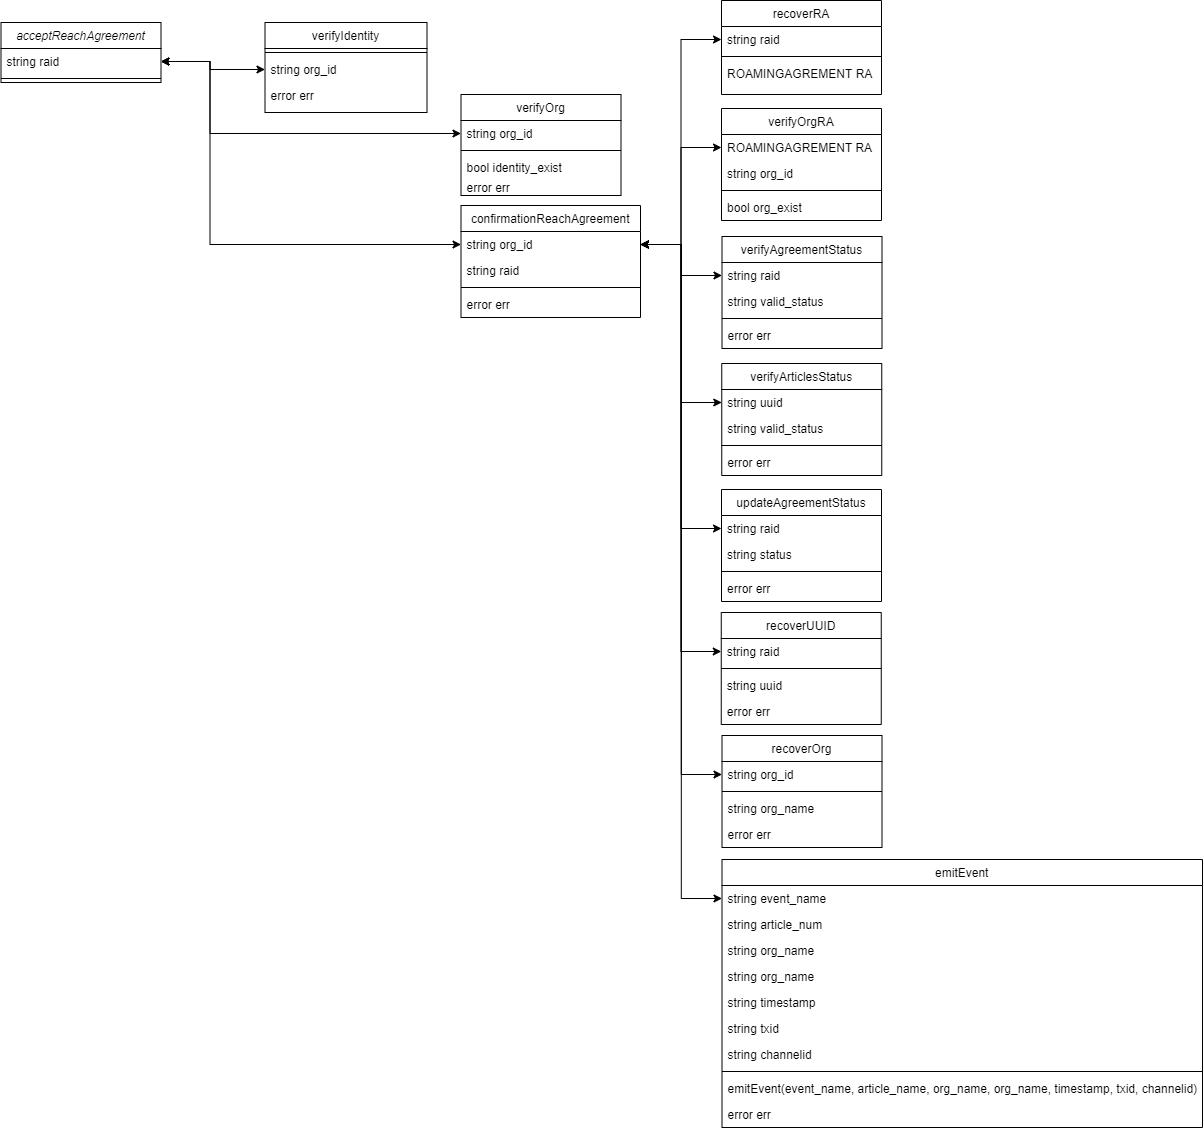 acceptReachAgreement
string raid
verifyIdentity
string org_id
error err
verifyOrg
string org_id
bool identity_exist
error err
confirmationReachAgreement
string org_id
string raid
error err
recoverRA
string raid
ROAMINGAGREMENT RA
verifyOrgRA
ROAMINGAGREMENT RA
string org_id
bool org_exist
verifyAgreementStatus
string raid
string valid_status
error err
verifyArticlesStatus
string uuid
string valid_status
error err
updateAgreementStatus
string raid
string status
error err
recoverUUID
string raid
string uuid
error err
recoverOrg
string org_id
string org_name
error err
emitEvent
string event_name
string article_num
string org_name
string org_name
string timestamp
string txid
string channelid
emitEvent(event_name, article_name, org_name, org_name, timestamp, txid, channelid)
error err